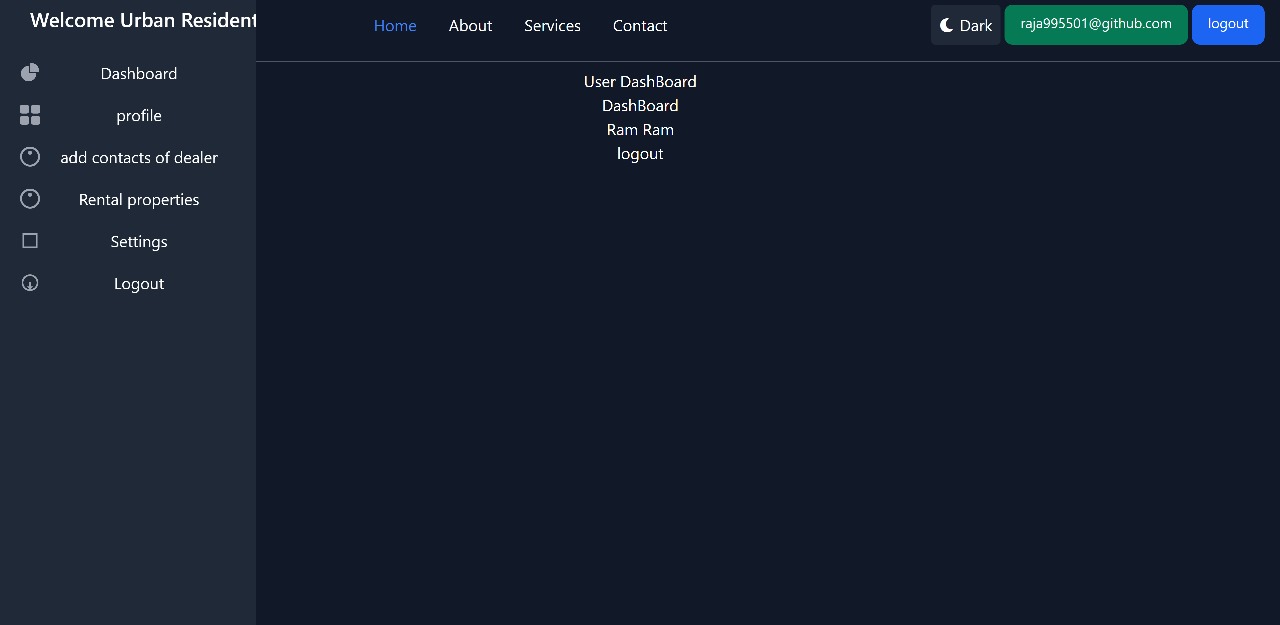 Welcome Urban Resident
Dashboard
profile
add contacts of dealer
Rental properties
Settings
Logout
Home About Services Contact
Dark raja995501@github.com logout
User DashBoard
DashBoard
Ram Ram
logout